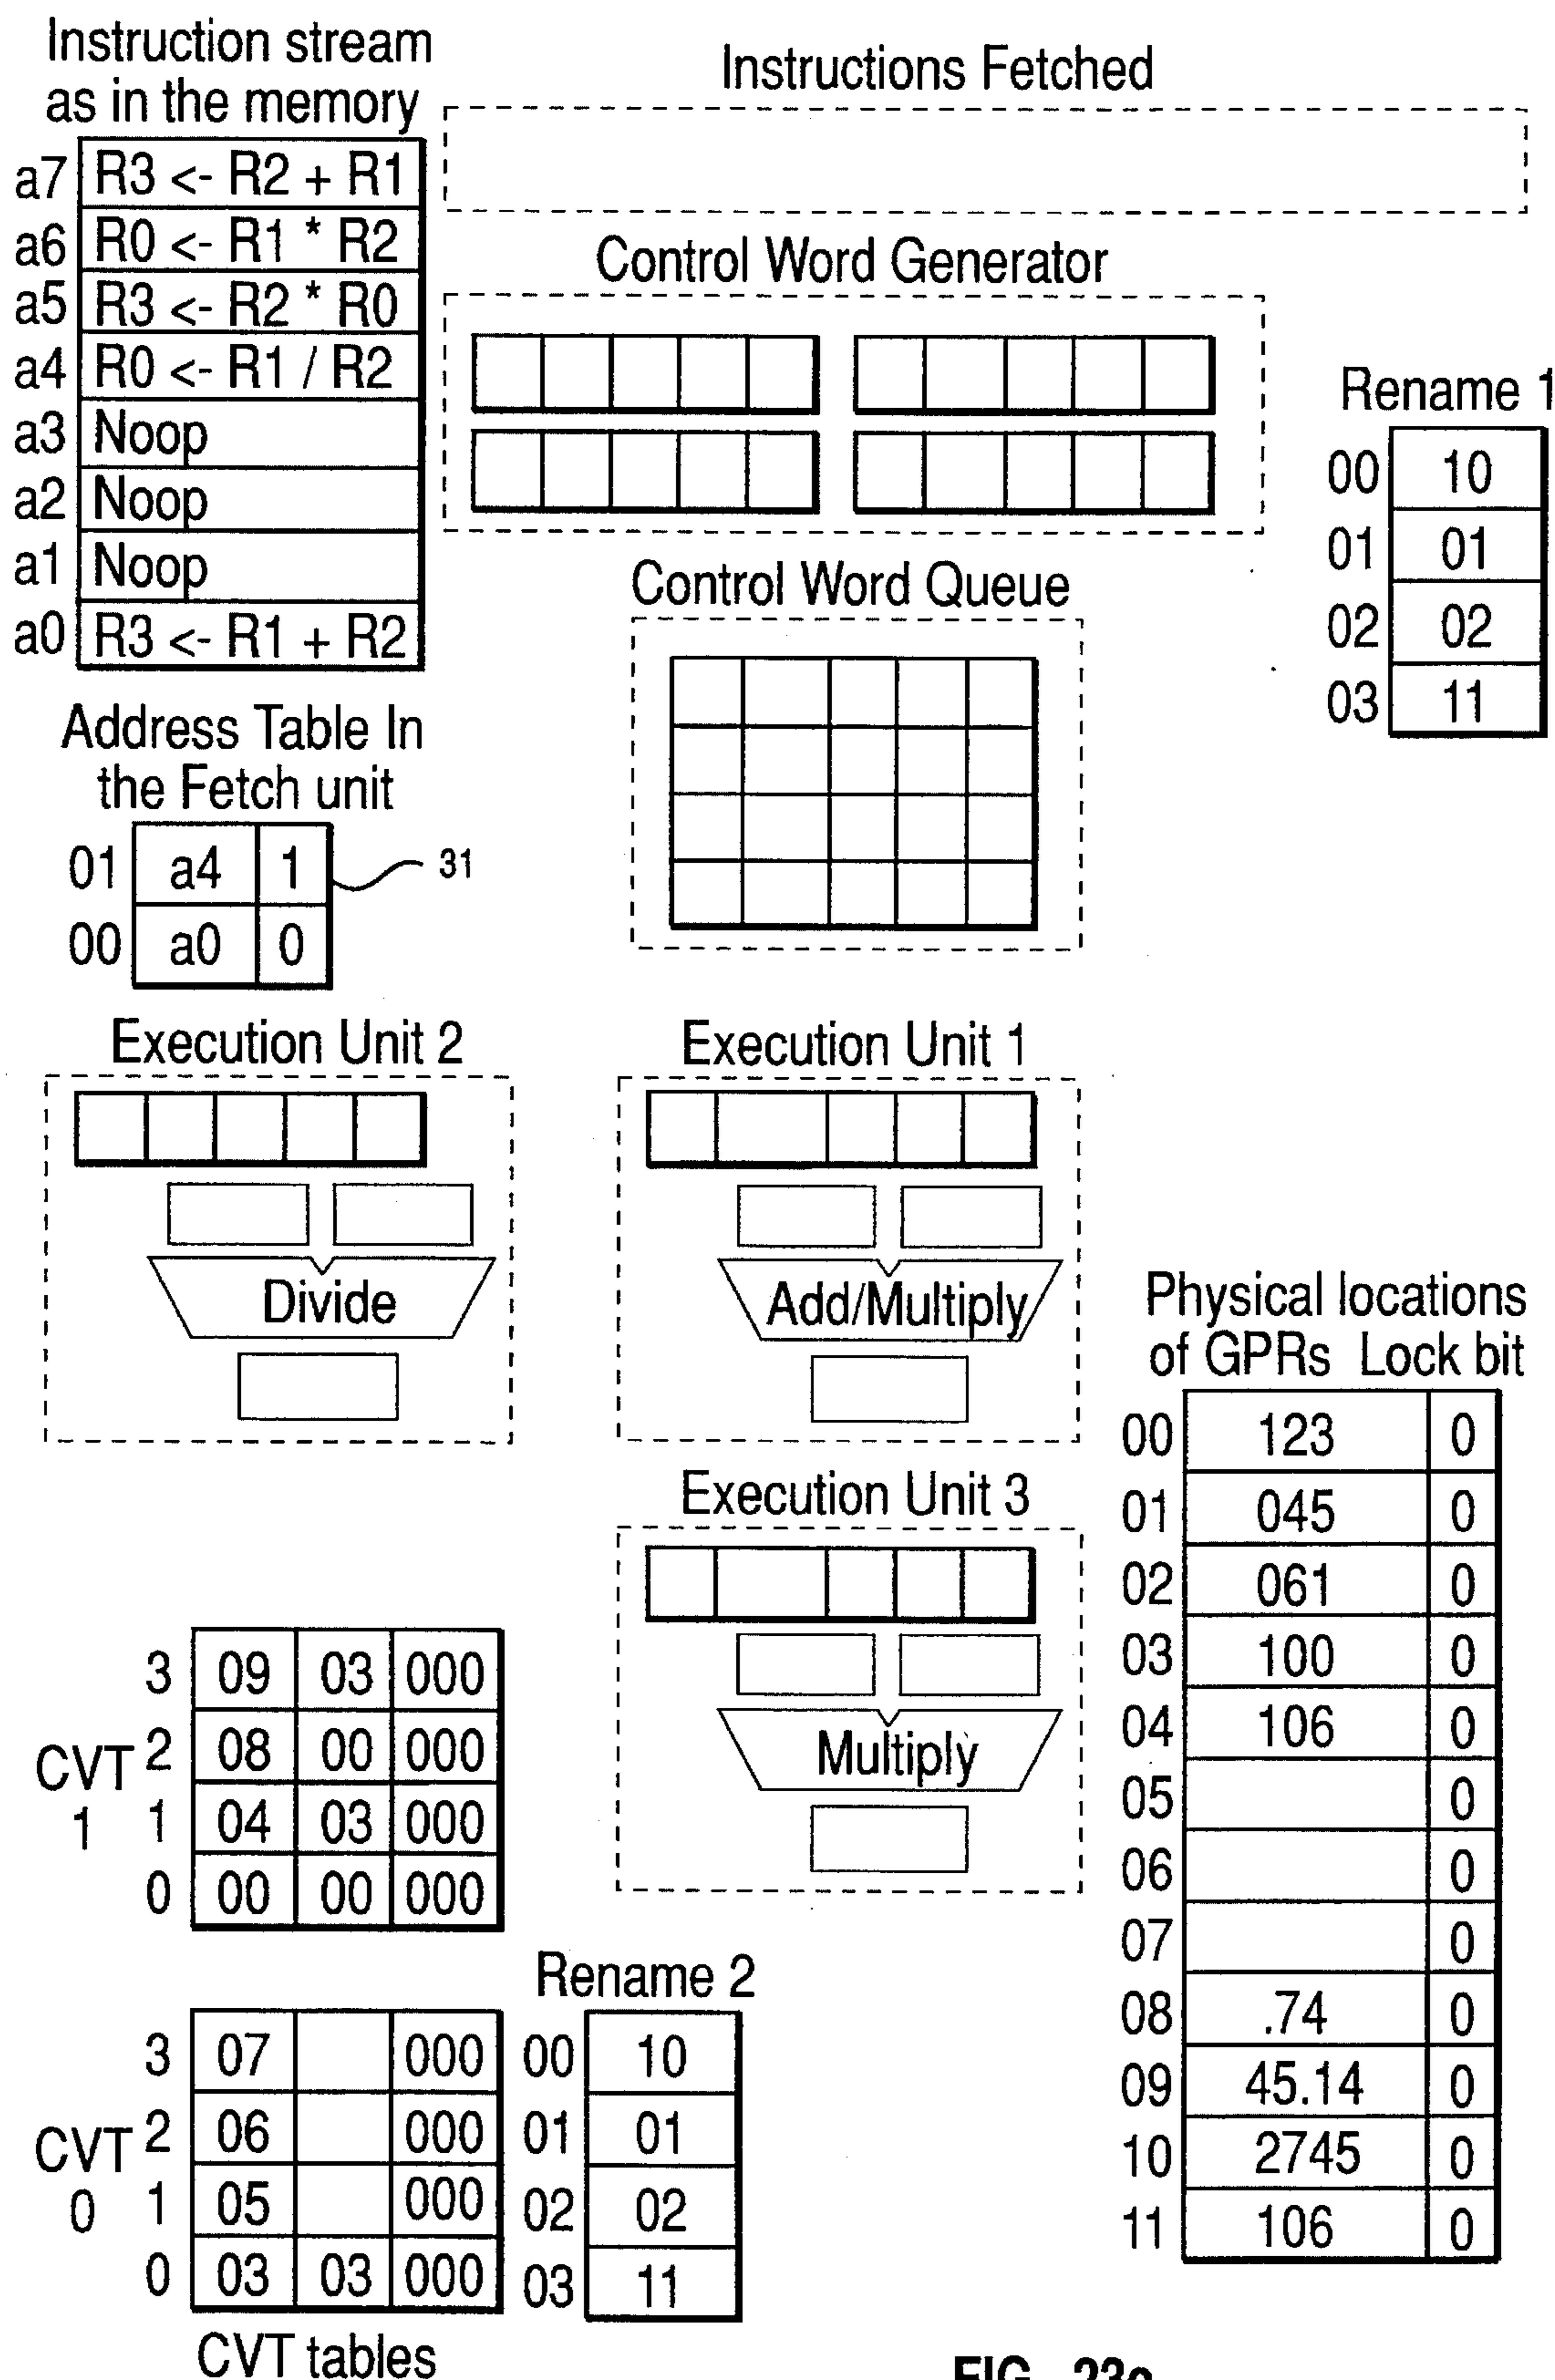 Instruction stream
as in the memory
a7 R3 <- R2 + R1
a6 R0 <- R1 * R2
a5 R3 <- R2 * R0
a4 R0 <- R1 / R2
a3 Noop
a2 Noop
a1 Noop
a0 R3 <- R1 + R2
Instructions Fetched
Control Word Generator
Control Word Queue
Rename 1
00 10
01 01
02 02
03 11
Address Table In
the Fetch unit
01 a4 1
31
00 a0 0
Execution Unit 2
Divide
Execution Unit 1
Add/Multiply
Execution Unit 3
Multiply
Physical locations
of GPRs Lock bit
00 123 0
01 045 0
02 061 0
03 100 0
04 106 0
05 0
06 0
07 0
08 .74 0
09 45.14 0
10 2745 0
11 106 0
CVT
1
3 09 03 000
2 08 00 000
1 04 03 000
0 00 00 000
CVT
0
3 07 000
2 06 000
1 05 000
0 03 03 000
Rename 2
00 10
01 01
02 02
03 11
CVT tables